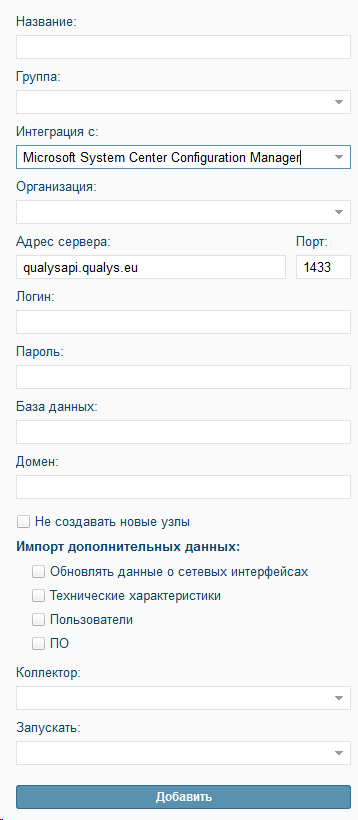 Название:
Группа:
Интеграция с:
Microsoft System Center Configuration Manager
Организация:
Адрес сервера: Порт:
qualysapi.qualys.eu 1433
Логин:
Пароль:
База данных:
Домен:
Не создавать новые узлы
Импорт дополнительных данных:
Обновлять данные о сетевых интерфейсах
Технические характеристики
Пользователи
ПО
Коллектор:
Запускать:
Добавить